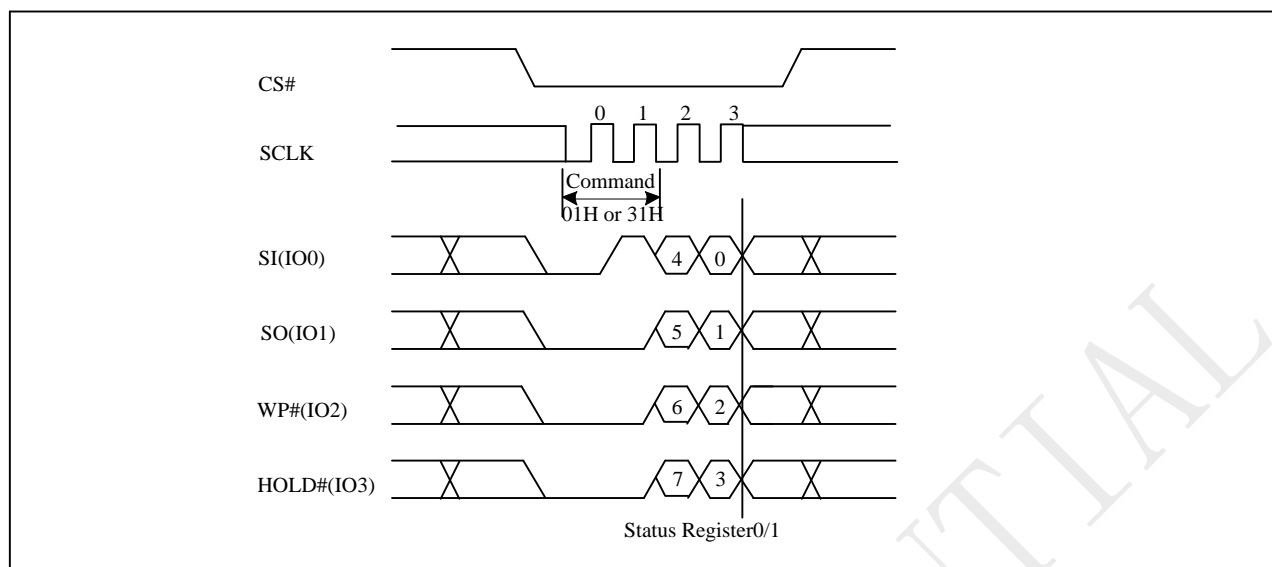 CS#
0 1 2 3
SCLK
Command
01H or 31H
SI(IO0) 4 0
SO(IO1) 5 1
WP#(IO2) 6 2
HOLD#(IO3) 7 3
Status Register0/1
NTIAL